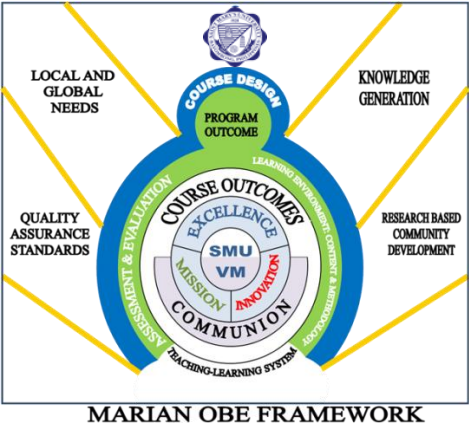 COURSE DESIGN
LOCAL AND
GLOBAL
NEEDS
KNOWLEDGE
GENERATION
PROGRAM
OUTCOME
ASSESSMENT & EVALUATION
LEARNING ENVIRONMENT: CONTENT & METHODOLOGY
COURSE OUTCOMES
EXCELLENCE
SMU
VM
MISSION
INNOVATION
COMMUNION
QUALITY
ASSURANCE
STANDARDS
RESEARCH BASED
COMMUNITY
DEVELOPMENT
TEACHING-LEARNING SYSTEM
MARIAN OBE FRAMEWORK